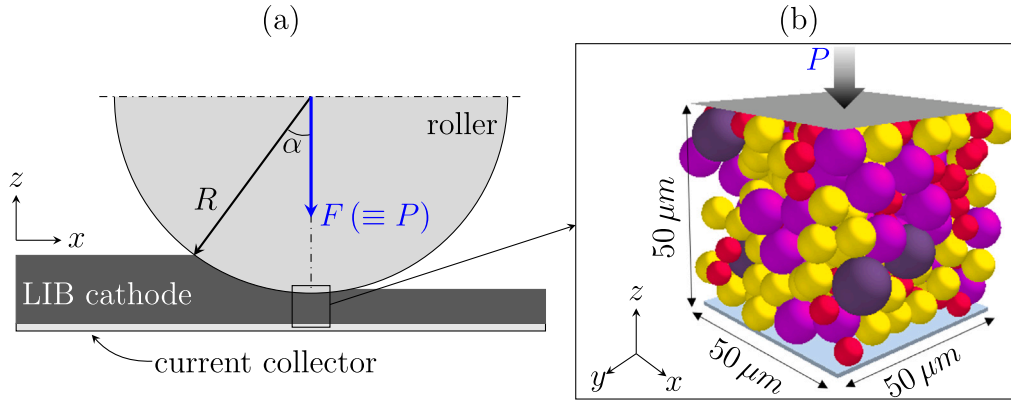 (a)
roller
α
R
F (≡ P)
z
x
LIB cathode
current collector
(b)
P
50 μm
50 μm
50 μm
z
y
x